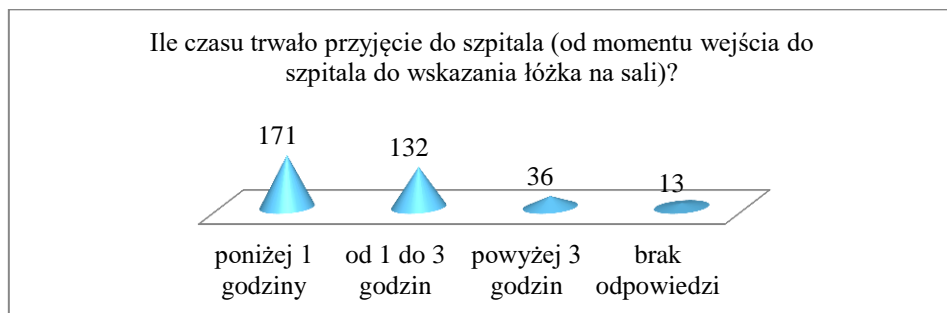 Ile czasu trwało przyjęcie do szpitala (od momentu wejścia do
szpitala do wskazania łóżka na sali)?
171
132
36
13
poniżej 1
godziny
od 1 do 3
godzin
powyżej 3
godzin
brak
odpowiedzi